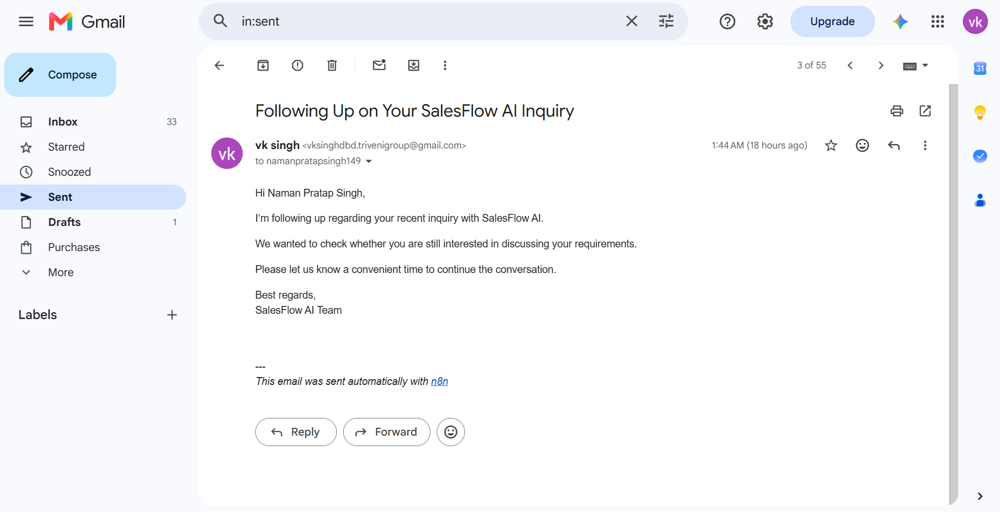 Gmail
in:sent
Upgrade
vk
Compose
Inbox 33
Starred
Snoozed
Sent
Drafts 1
Purchases
More
Labels
3 of 55
31
Following Up on Your SalesFlow AI Inquiry
vk
vk singh <vksinghdbd.trivenigroup@gmail.com>
1:44 AM (18 hours ago)
to namanpratapsingh149
Hi Naman Pratap Singh,
I’m following up regarding your recent inquiry with SalesFlow AI.
We wanted to check whether you are still interested in discussing your requirements.
Please let us know a convenient time to continue the conversation.
Best regards,
SalesFlow AI Team
---
This email was sent automatically with n8n
Reply
Forward